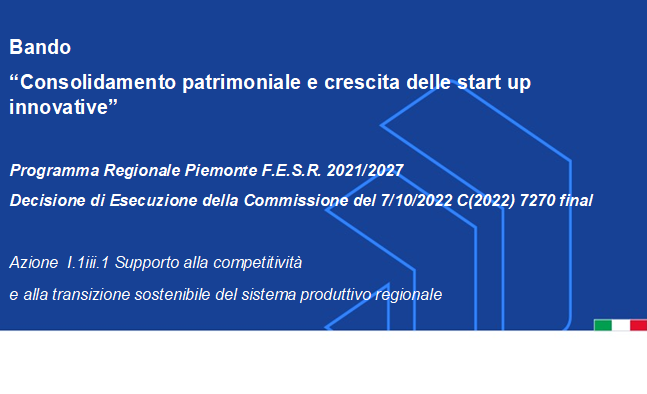 Bando
“Consolidamento patrimoniale e crescita delle start up
innovative”
Programma Regionale Piemonte F.E.S.R. 2021/2027
Decisione di Esecuzione della Commissione del 7/10/2022 C(2022) 7270 final
Azione  I.1iii.1 Supporto alla competitività
e alla transizione sostenibile del sistema produttivo regionale